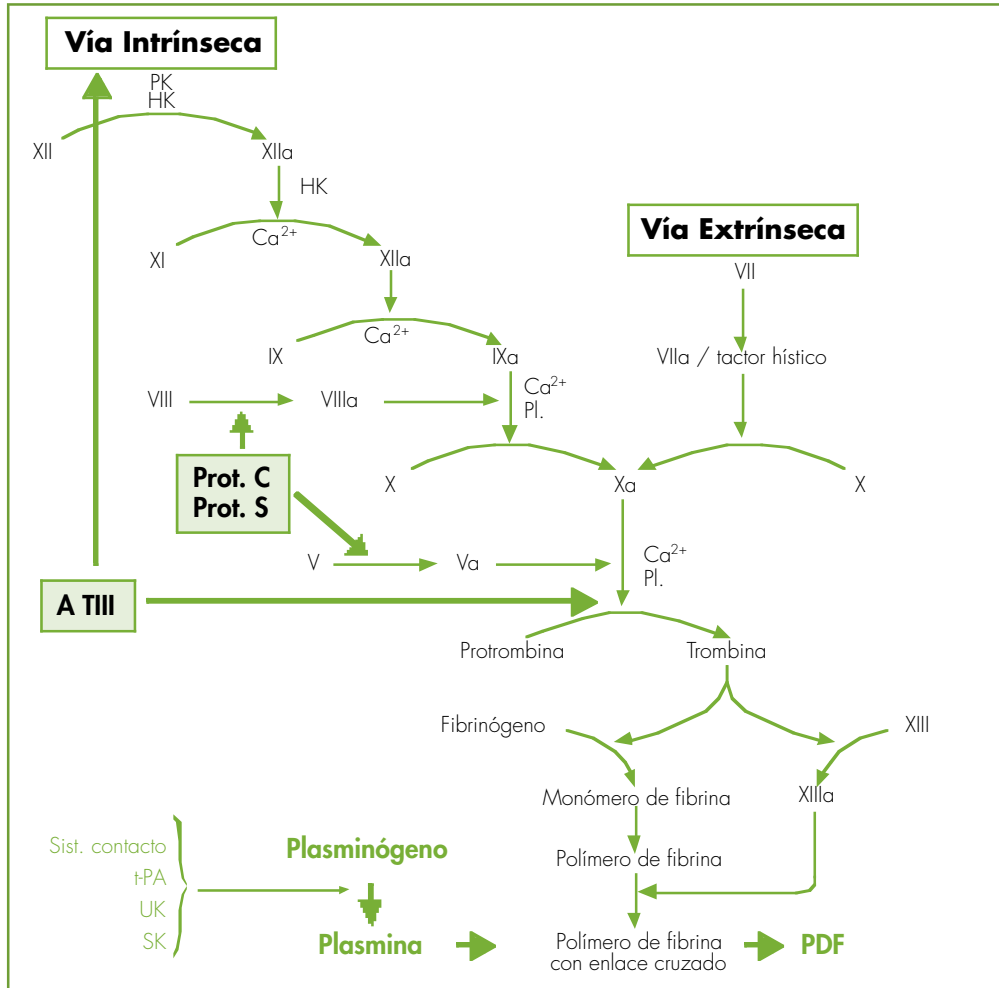 Vía Intrínseca
PK
HK
XII
XIIa
HK
Ca²⁺
XI
XIIa
Vía Extrínseca
VII
Ca²⁺
IX
IXa
VIIa / tactor hístico
VIII
VIIIa
Ca²⁺
Pl.
Prot. C
Prot. S
X
Xa
X
V
Va
Ca²⁺
Pl.
A TIII
Protrombina
Trombina
Fibrinógeno
XIII
Monómero de fibrina
XIIIa
Sist. contacto
t-PA
UK
SK
Plasminógeno
Polímero de fibrina
Plasmina
Polímero de fibrina
con enlace cruzado
PDF